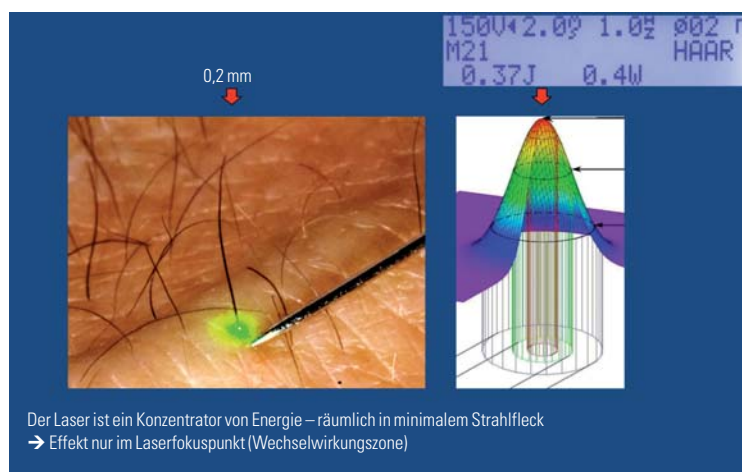 150V 2.0 1.0 ø02
M21 HAAR
0.37J 0.4W
0,2 mm
Der Laser ist ein Konzentrator von Energie – räumlich in minimalem Strahlfleck
➔ Effekt nur im Laserfokuspunkt (Wechselwirkungszone)